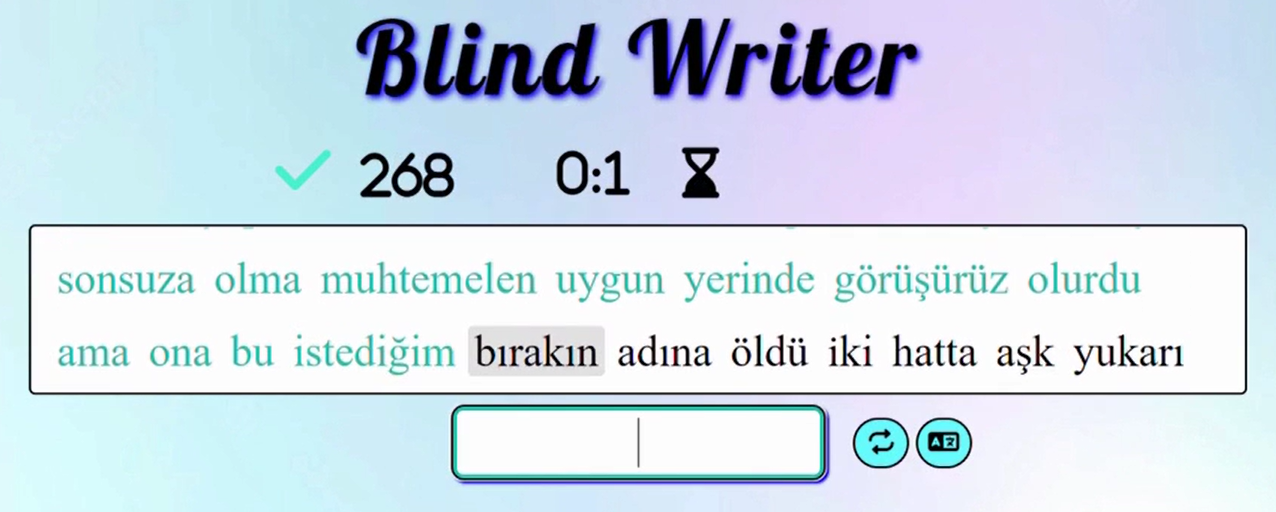 Blind Writer
268 0:1
sonsuza olma muhtemelen uygun yerinde görüşürüz olurdu
ama ona bu istediğim bırakın adına öldü iki hatta aşk yukarı